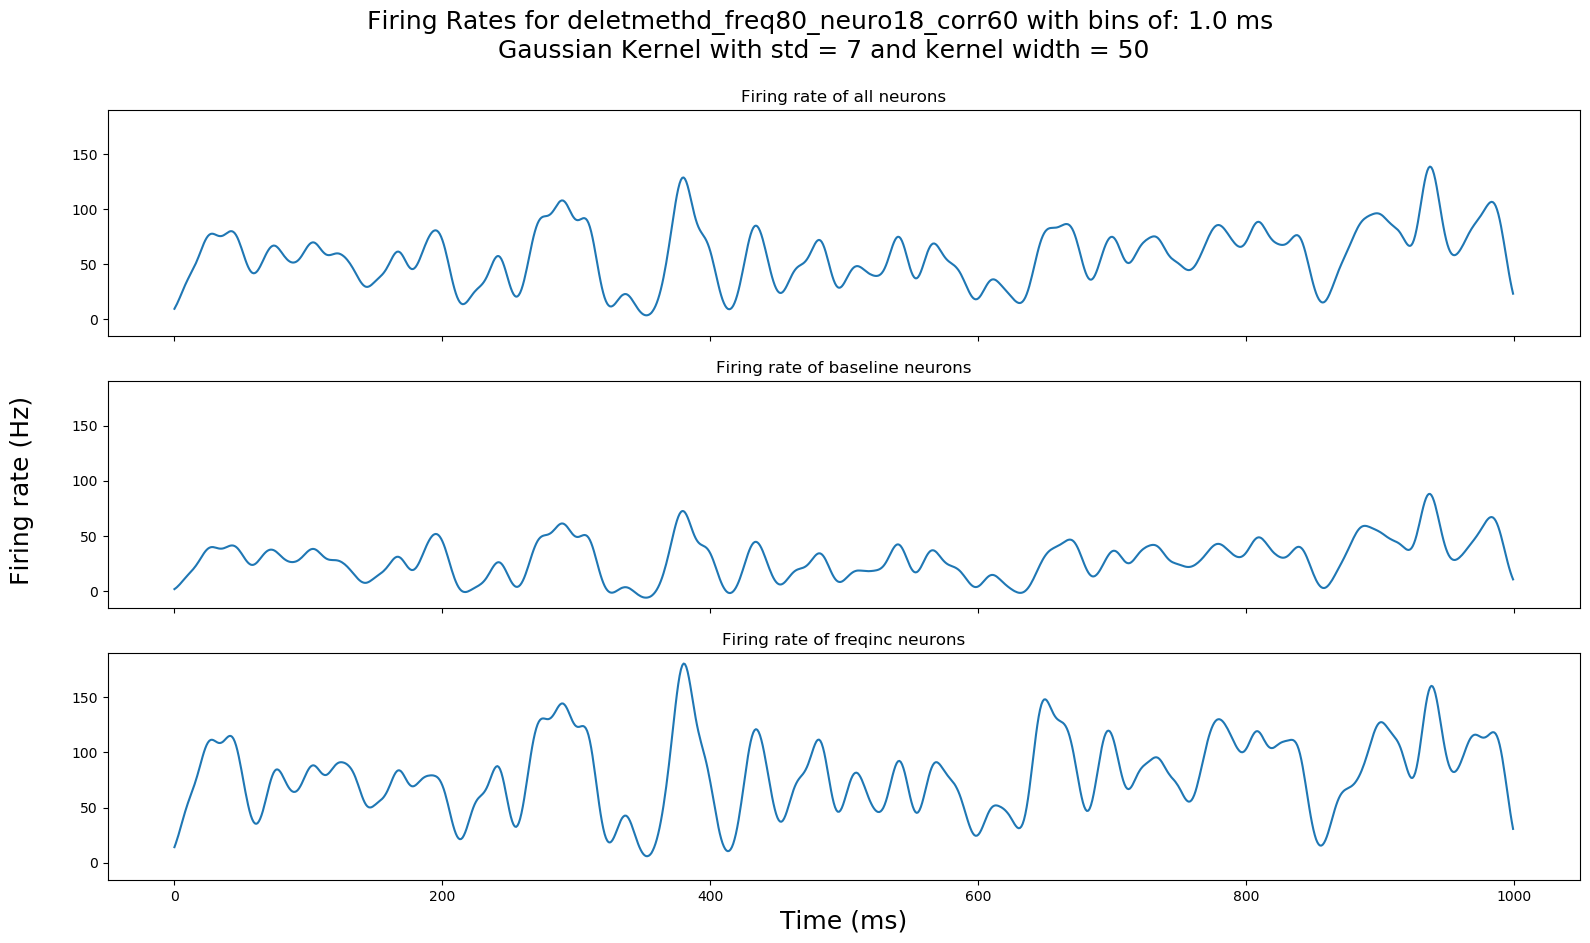 Firing Rates for deletmethd_freq80_neuro18_corr60 with bins of: 1.0 ms
Gaussian Kernel with std = 7 and kernel width = 50
Firing rate of all neurons
150
100
50
0
Firing rate of baseline neurons
150
100
50
0
Firing rate (Hz)
Firing rate of freqinc neurons
150
100
50
0
0 200 400 600 800 1000
Time (ms)